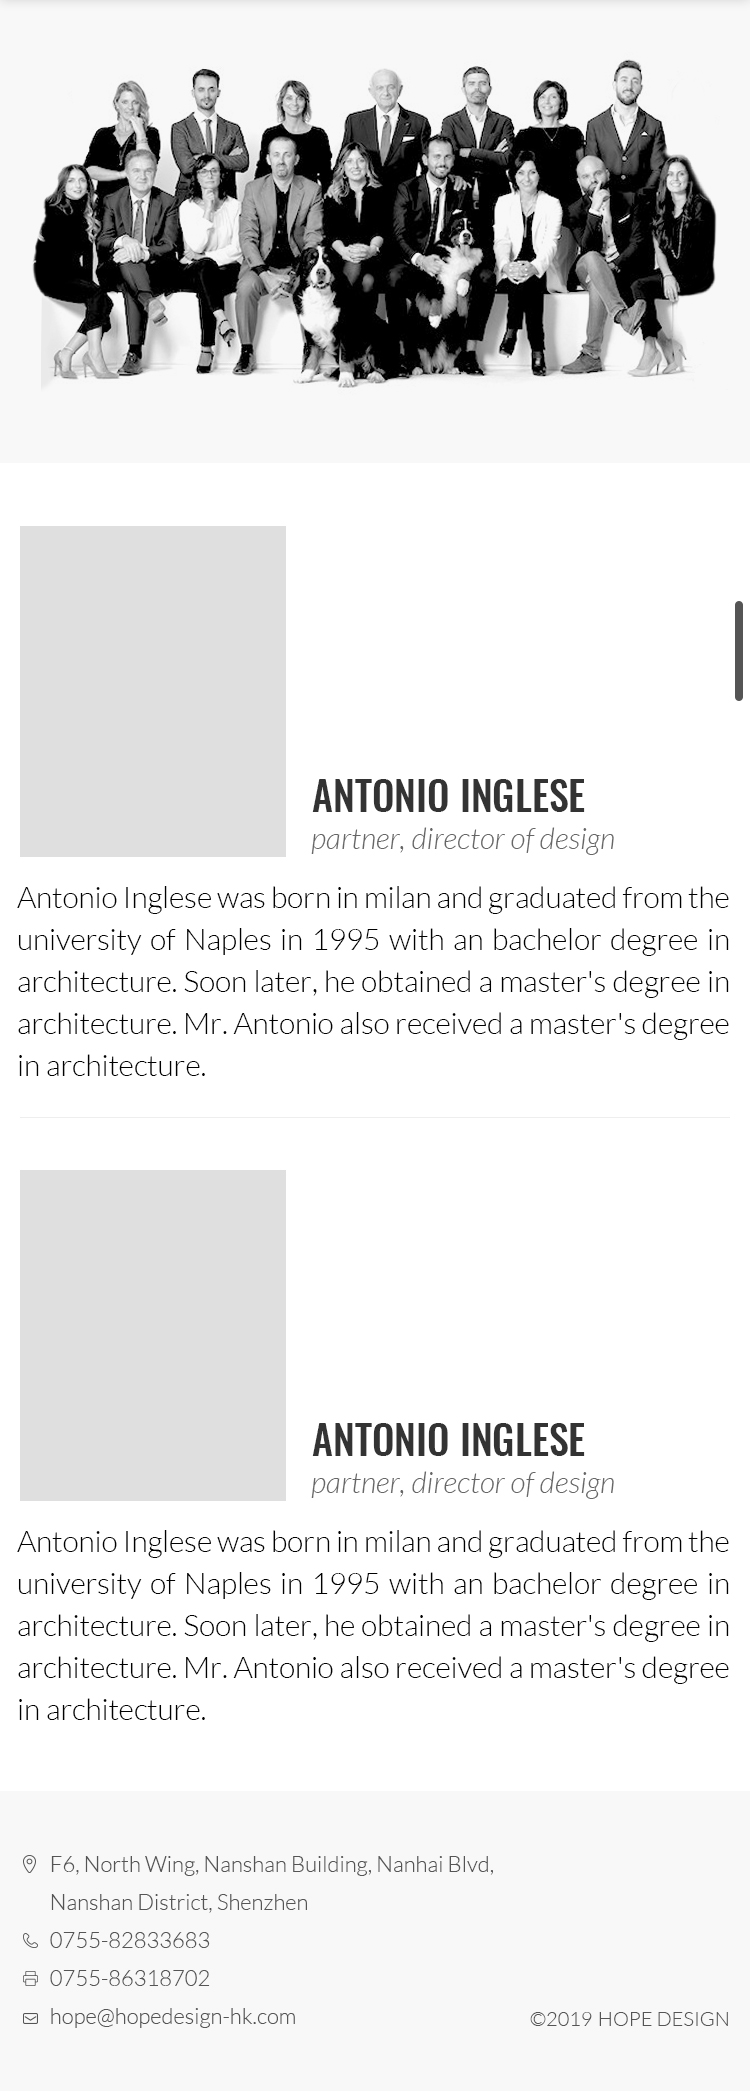 ANTONIO INGLESE
partner, director of design
Antonio Inglese was born in milan and graduated from the
university of Naples in 1995 with an bachelor degree in
architecture. Soon later, he obtained a master's degree in
architecture. Mr. Antonio also received a master's degree
in architecture.
ANTONIO INGLESE
partner, director of design
Antonio Inglese was born in milan and graduated from the
university of Naples in 1995 with an bachelor degree in
architecture. Soon later, he obtained a master's degree in
architecture. Mr. Antonio also received a master's degree
in architecture.
F6, North Wing, Nanshan Building, Nanhai Blvd,
Nanshan District, Shenzhen
0755-82833683
0755-86318702
hope@hopedesign-hk.com
©2019 HOPE DESIGN